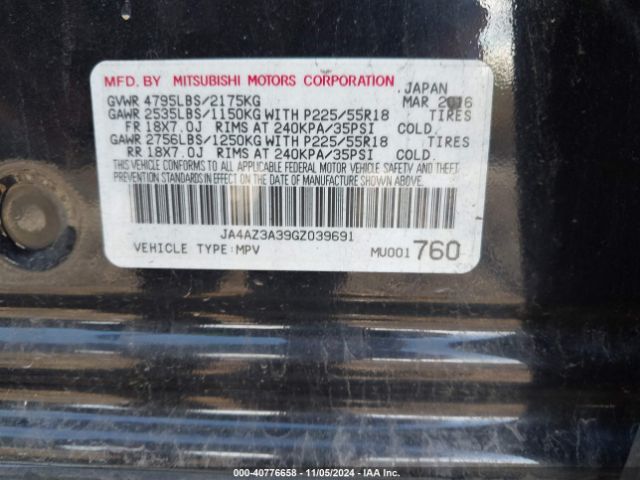 MFD. BY MITSUBISHI MOTORS CORPORATION. JAPAN
GVWR 4795LBS/2175KG MAR 2016
GAWR 2535LBS/1150KG WITH P225/55R18 TIRES
FR 18X7.0J RIMS AT 240KPA/35PSI COLD.
GAWR 2756LBS/1250KG WITH P225/55R18 TIRES
RR 18X7.0J RIMS AT 240KPA/35PSI COLD.
THIS VEHICLE CONFORMS TO ALL APPLICABLE FEDERAL MOTOR VEHICLE SAFETY AND THEFT
PREVENTION STANDARDS IN EFFECT ON THE DATE OF MANUFACTURE SHOWN ABOVE.
JA4AZ3A39GZ039691
VEHICLE TYPE:MPV MU001760
000-40776658 - 11/05/2024 - IAA Inc.